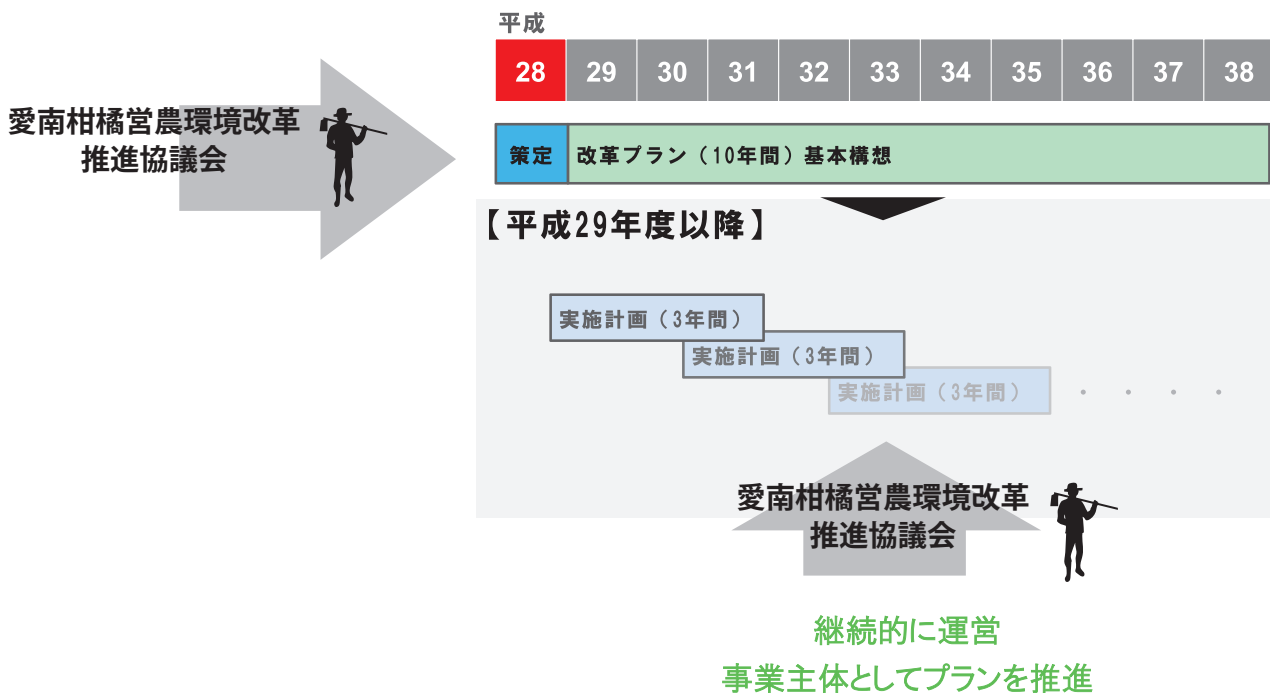 平成
28 29 30 31 32 33 34 35 36 37 38
愛南柑橘営農環境改革
推進協議会
策定 改革プラン（10年間）基本構想
【平成29年度以降】
実施計画（3年間）
実施計画（3年間）
実施計画（3年間）・・・・
愛南柑橘営農環境改革
推進協議会
継続的に運営
事業主体としてプランを推進